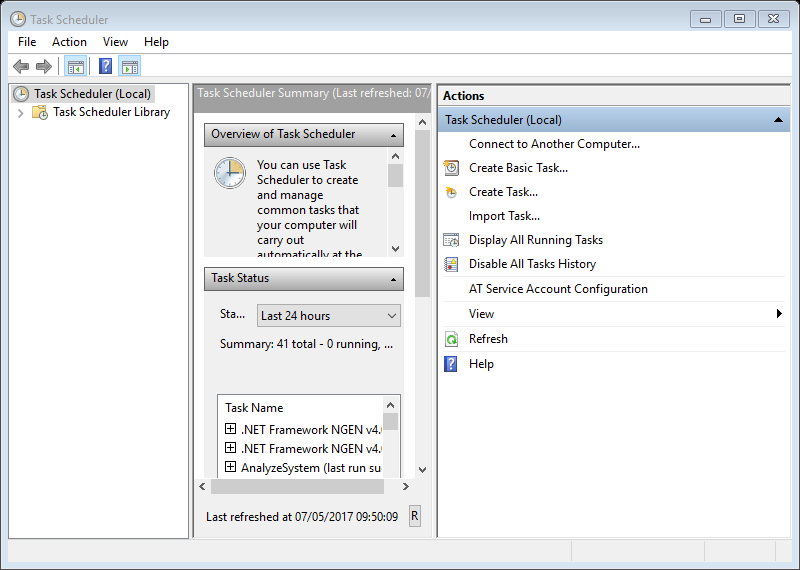 Task Scheduler
File Action View Help
Task Scheduler (Local)
Task Scheduler Library
Task Scheduler Summary (Last refreshed: 07/
Overview of Task Scheduler
You can use Task
Scheduler to create
and manage
common tasks that
your computer will
carry out
automatically at the
Task Status
Sta...
Last 24 hours
Summary: 41 total - 0 running, ...
Task Name
.NET Framework NGEN v4.
.NET Framework NGEN v4.
AnalyzeSystem (last run su
Last refreshed at 07/05/2017 09:50:09
R
Actions
Task Scheduler (Local)
Connect to Another Computer...
Create Basic Task...
Create Task...
Import Task...
Display All Running Tasks
Disable All Tasks History
AT Service Account Configuration
View
Refresh
Help